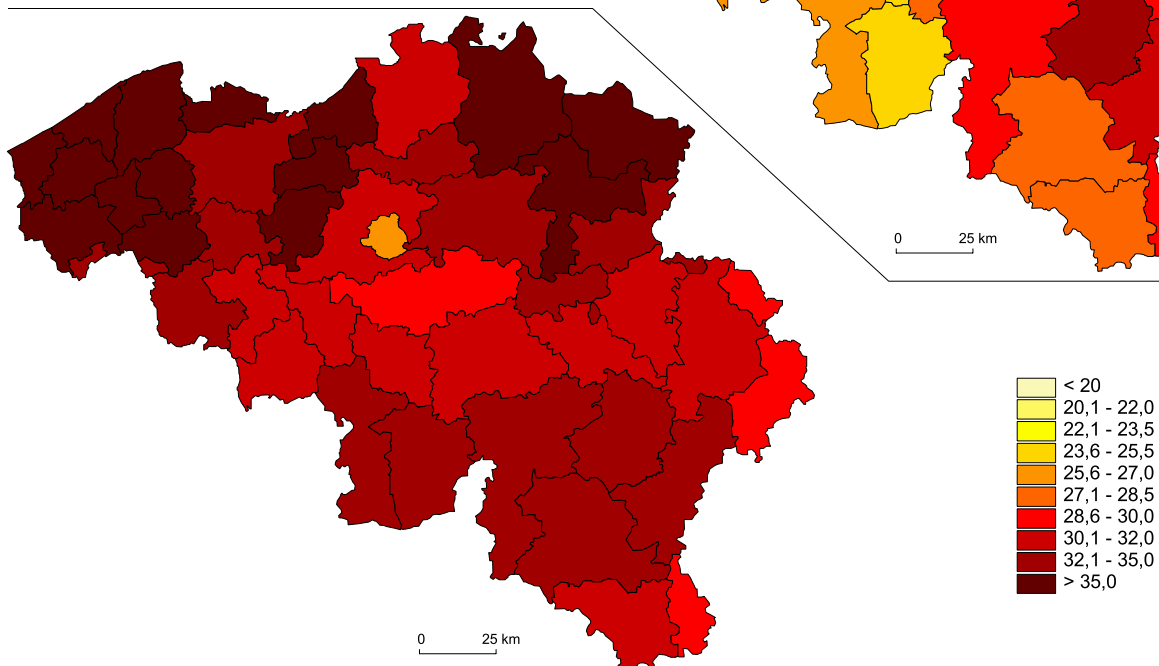 0 25 km
< 20
20,1 - 22,0
22,1 - 23,5
23,6 - 25,5
25,6 - 27,0
27,1 - 28,5
28,6 - 30,0
30,1 - 32,0
32,1 - 35,0
> 35,0
0 25 km